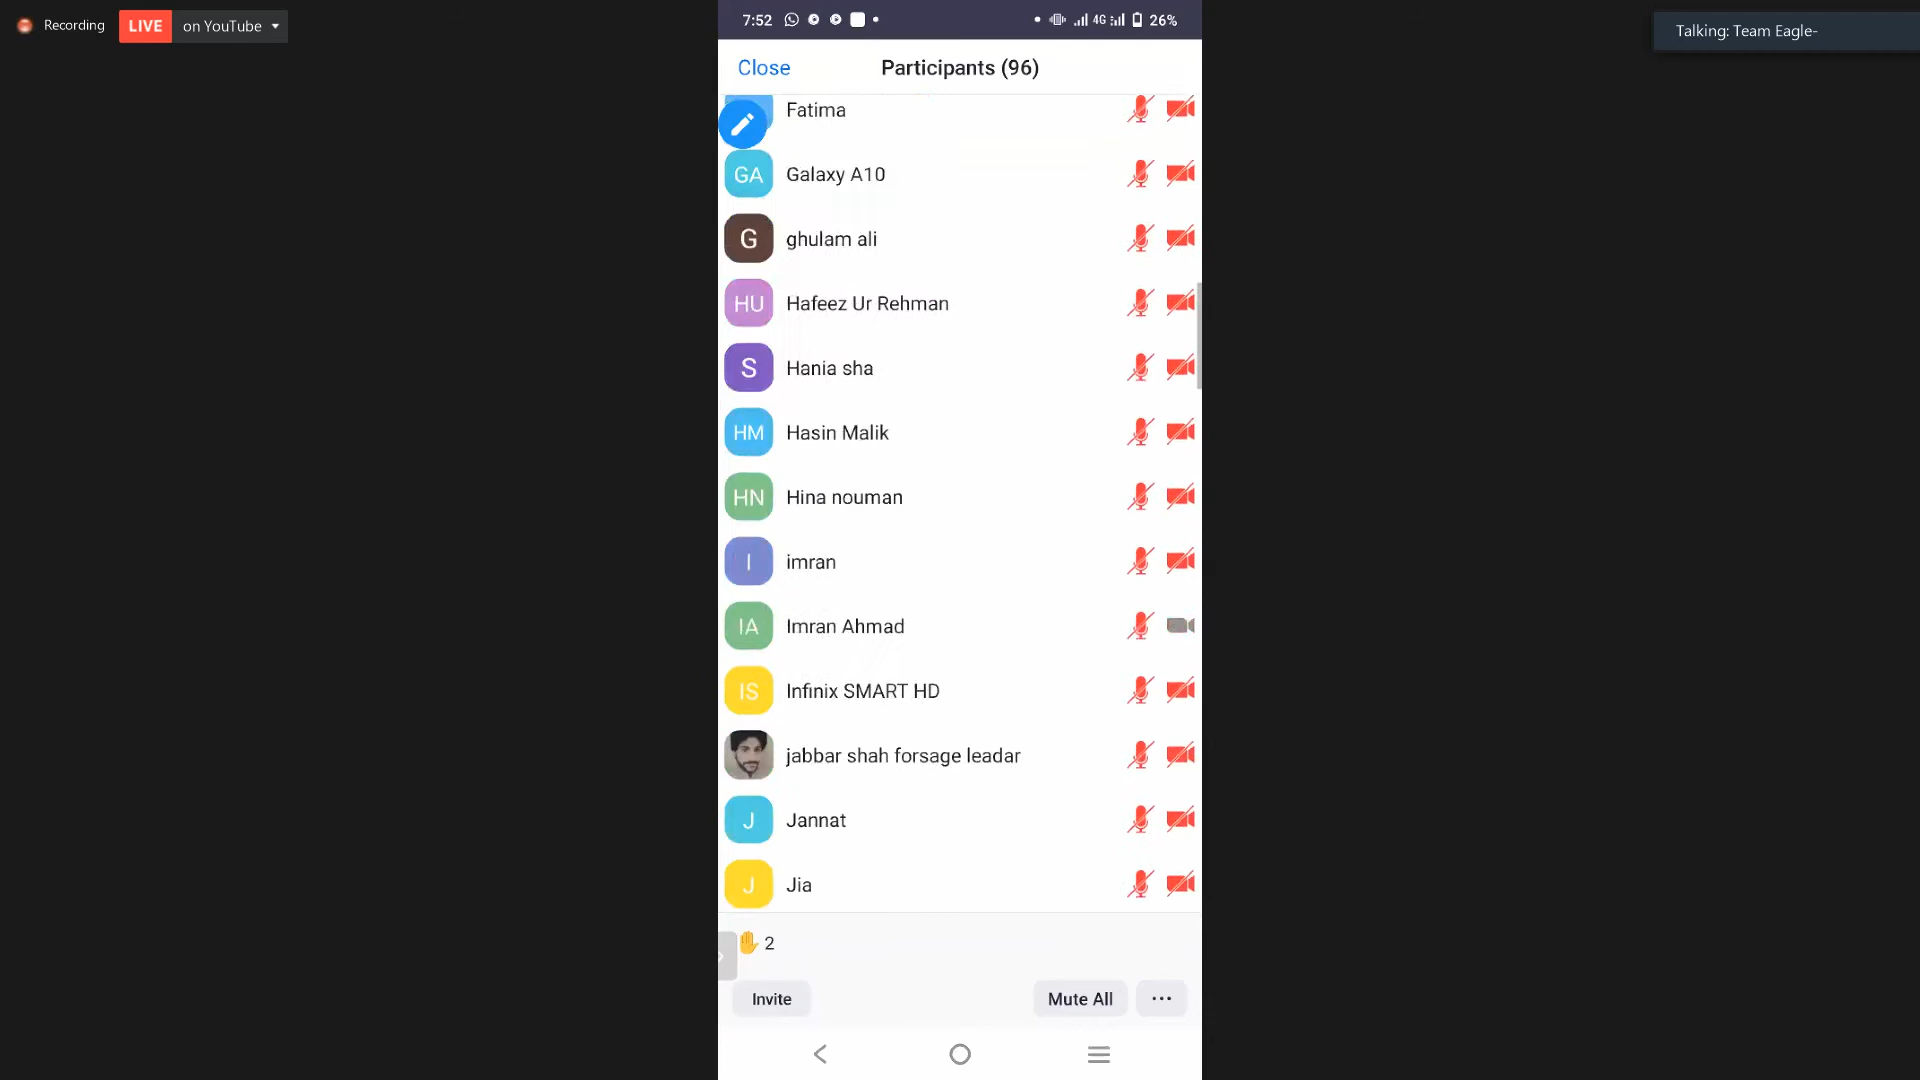 Recording
LIVE on YouTube
Talking: Team Eagle-
7:52 4G 26%
Close Participants (96)
Fatima
GA Galaxy A10
G ghulam ali
HU Hafeez Ur Rehman
S Hania sha
HM Hasin Malik
HN Hina nouman
I imran
IA Imran Ahmad
IS Infinix SMART HD
jabbar shah forsage leadar
J Jannat
J Jia
2
Invite Mute All ...